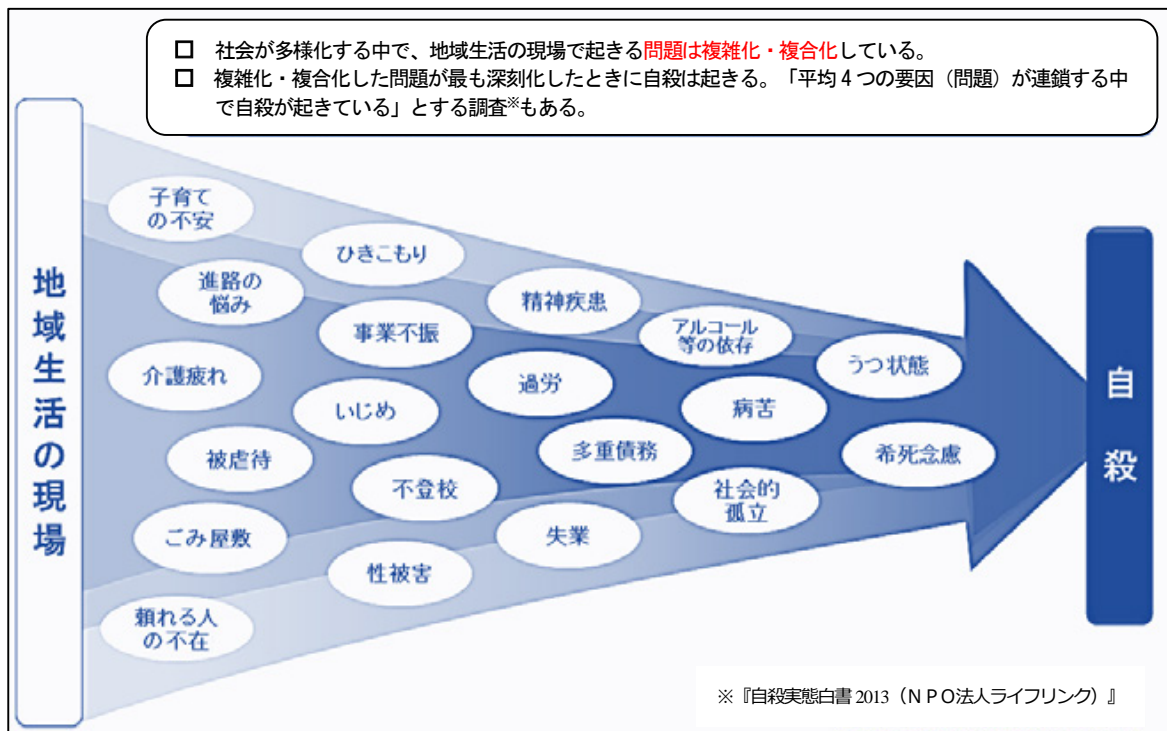 □ 社会が多様化する中で、地域生活の現場で起きる問題は複雑化・複合化している。
□ 複雑化・複合化した問題が最も深刻化したときに自殺は起きる。「平均4つの要因（問題）が連鎖する中
で自殺が起きている」とする調査※もある。
地域生活の現場
子育て
の不安
進路の
悩み
介護疲れ
被虐待
ごみ屋敷
頼れる人
の不在
ひきこもり
事業不振
いじめ
不登校
性被害
精神疾患
過労
多重債務
失業
アルコール
等の依存
病苦
社会的
孤立
うつ状態
希死念慮
自殺
※『自殺実態白書 2013（ＮＰＯ法人ライフリンク）』